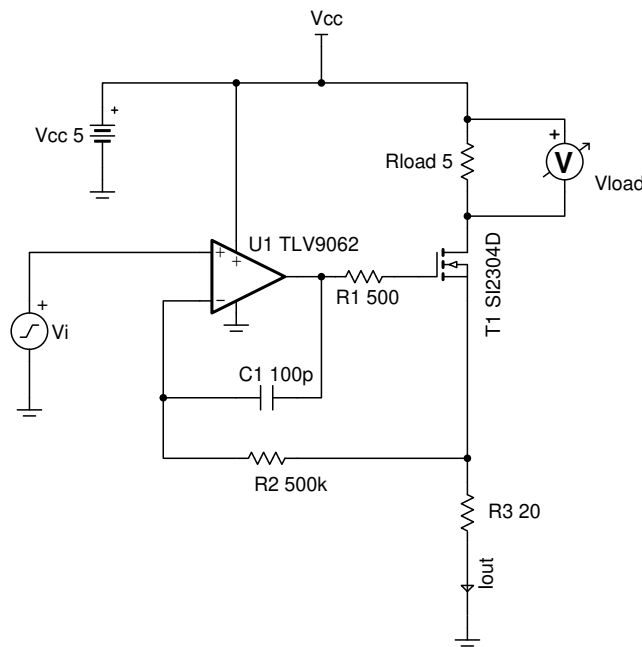 Vcc
+
Vcc 5
Rload 5
+
V
Vload
U1 TLV9062
+
+
−
+
Vi
R1 500
T1 SI2304D
C1 100p
R2 500k
R3 20
Iout